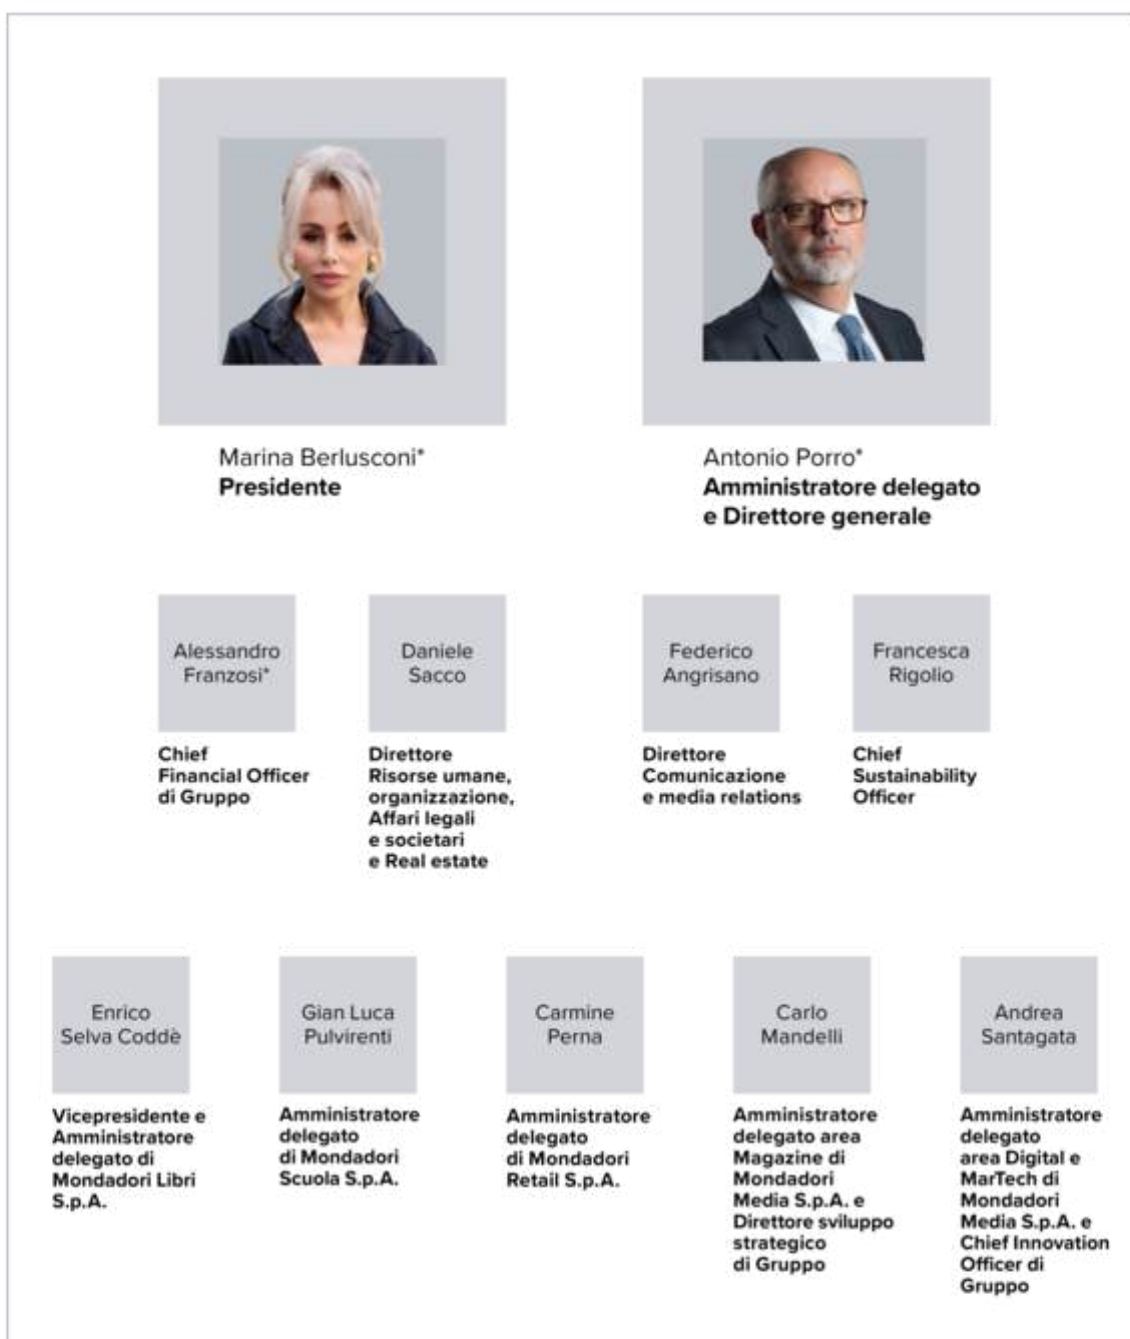 Marina Berlusconi*
Presidente
Antonio Porro*
Amministratore delegato
e Direttore generale
Alessandro
Franzosi*
Chief
Financial Officer
di Gruppo
Daniele
Sacco
Direttore
Risorse umane,
organizzazione,
Affari legali
e societari
e Real estate
Federico
Angrisano
Direttore
Comunicazione
e media relations
Francesca
Rigolio
Chief
Sustainability
Officer
Enrico
Selva Coddè
Vicepresidente e
Amministratore
delegato di
Mondadori Libri
S.p.A.
Gian Luca
Pulvirenti
Amministratore
delegato
di Mondadori
Scuola S.p.A.
Carmine
Perna
Amministratore
delegato
di Mondadori
Retail S.p.A.
Carlo
Mandelli
Amministratore
delegato area
Magazine di
Mondadori
Media S.p.A. e
Direttore sviluppo
strategico
di Gruppo
Andrea
Santagata
Amministratore
delegato
area Digital e
MarTech di
Mondadori
Media S.p.A. e
Chief Innovation
Officer di
Gruppo